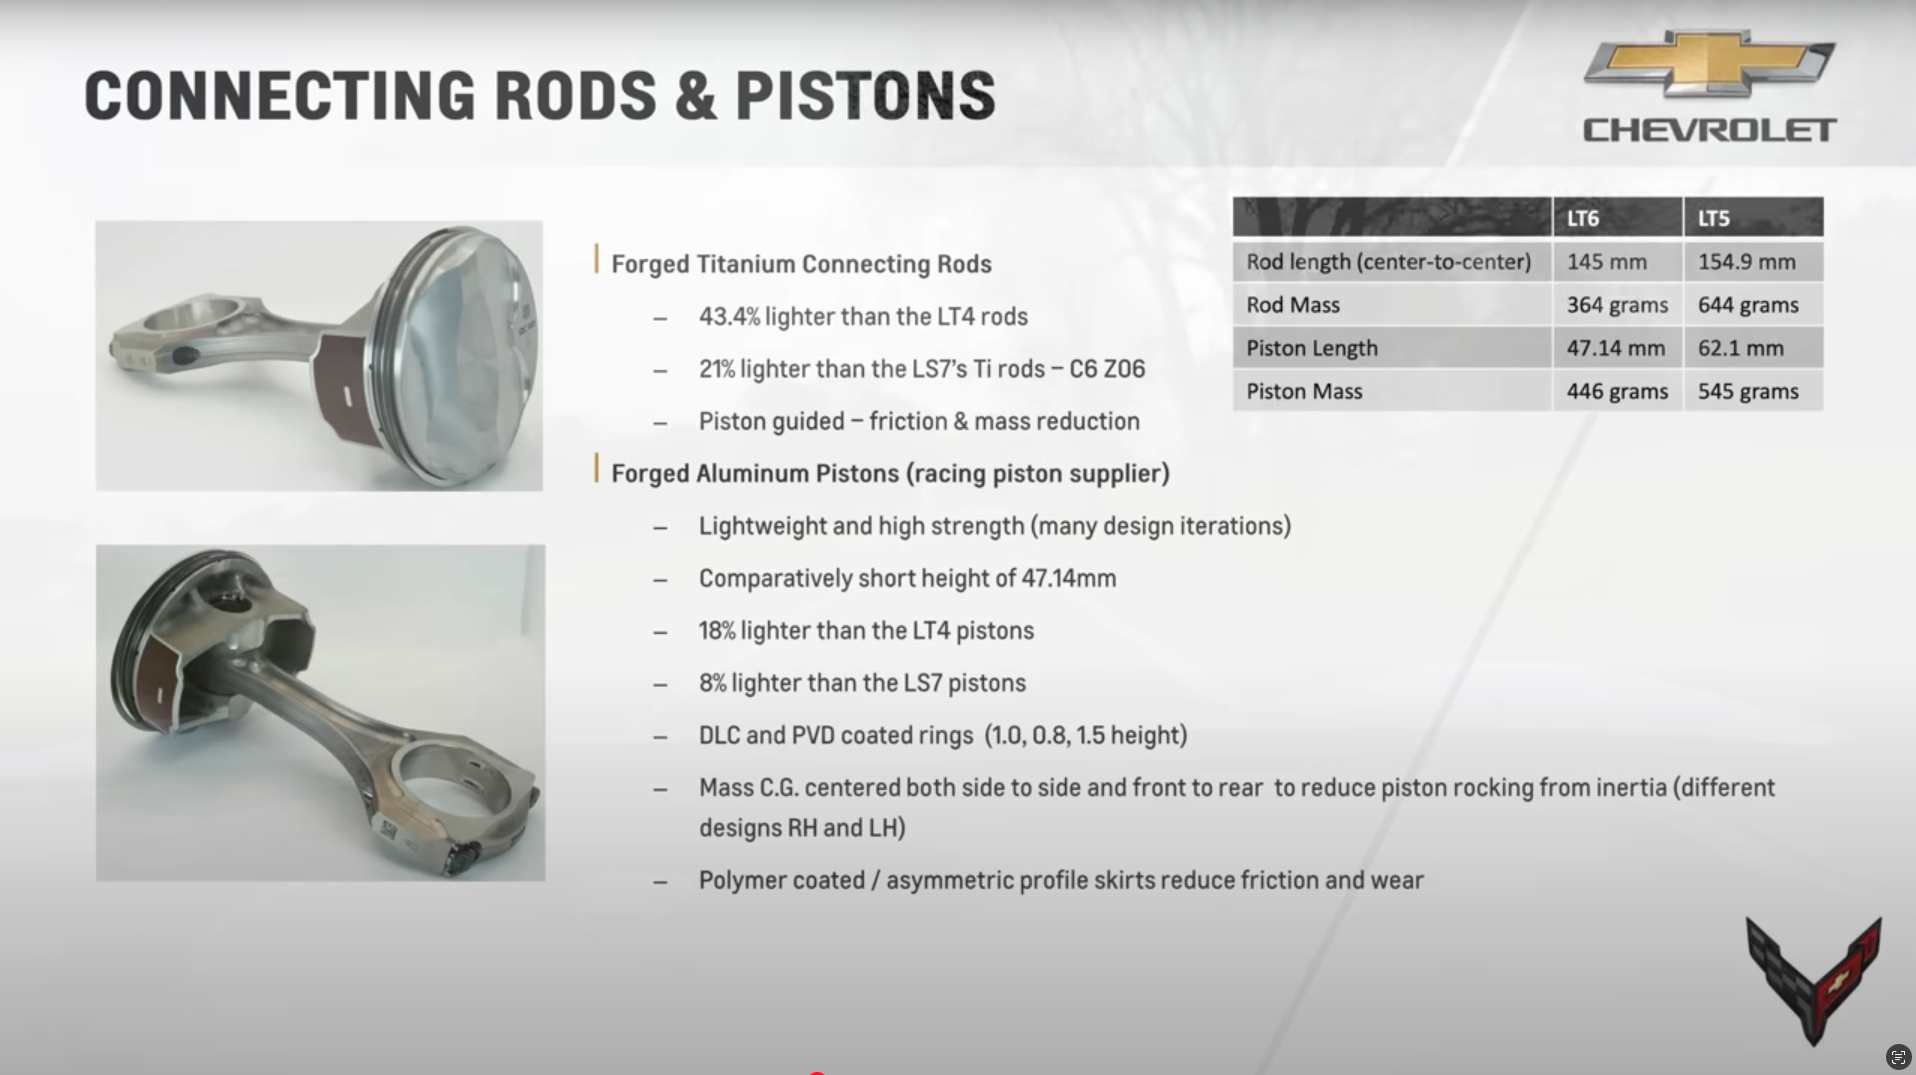 CONNECTING RODS & PISTONS
CHEVROLET
Forged Titanium Connecting Rods
– 43.4% lighter than the LT4 rods
– 21% lighter than the LS7’s Ti rods – C6 Z06
– Piston guided – friction & mass reduction
Forged Aluminum Pistons (racing piston supplier)
– Lightweight and high strength (many design iterations)
– Comparatively short height of 47.14mm
– 18% lighter than the LT4 pistons
– 8% lighter than the LS7 pistons
– DLC and PVD coated rings (1.0, 0.8, 1.5 height)
– Mass C.G. centered both side to side and front to rear to reduce piston rocking from inertia (different
designs RH and LH)
– Polymer coated / asymmetric profile skirts reduce friction and wear
LT6 LT5
Rod length (center-to-center) 145 mm 154.9 mm
Rod Mass 364 grams 644 grams
Piston Length 47.14 mm 62.1 mm
Piston Mass 446 grams 545 grams